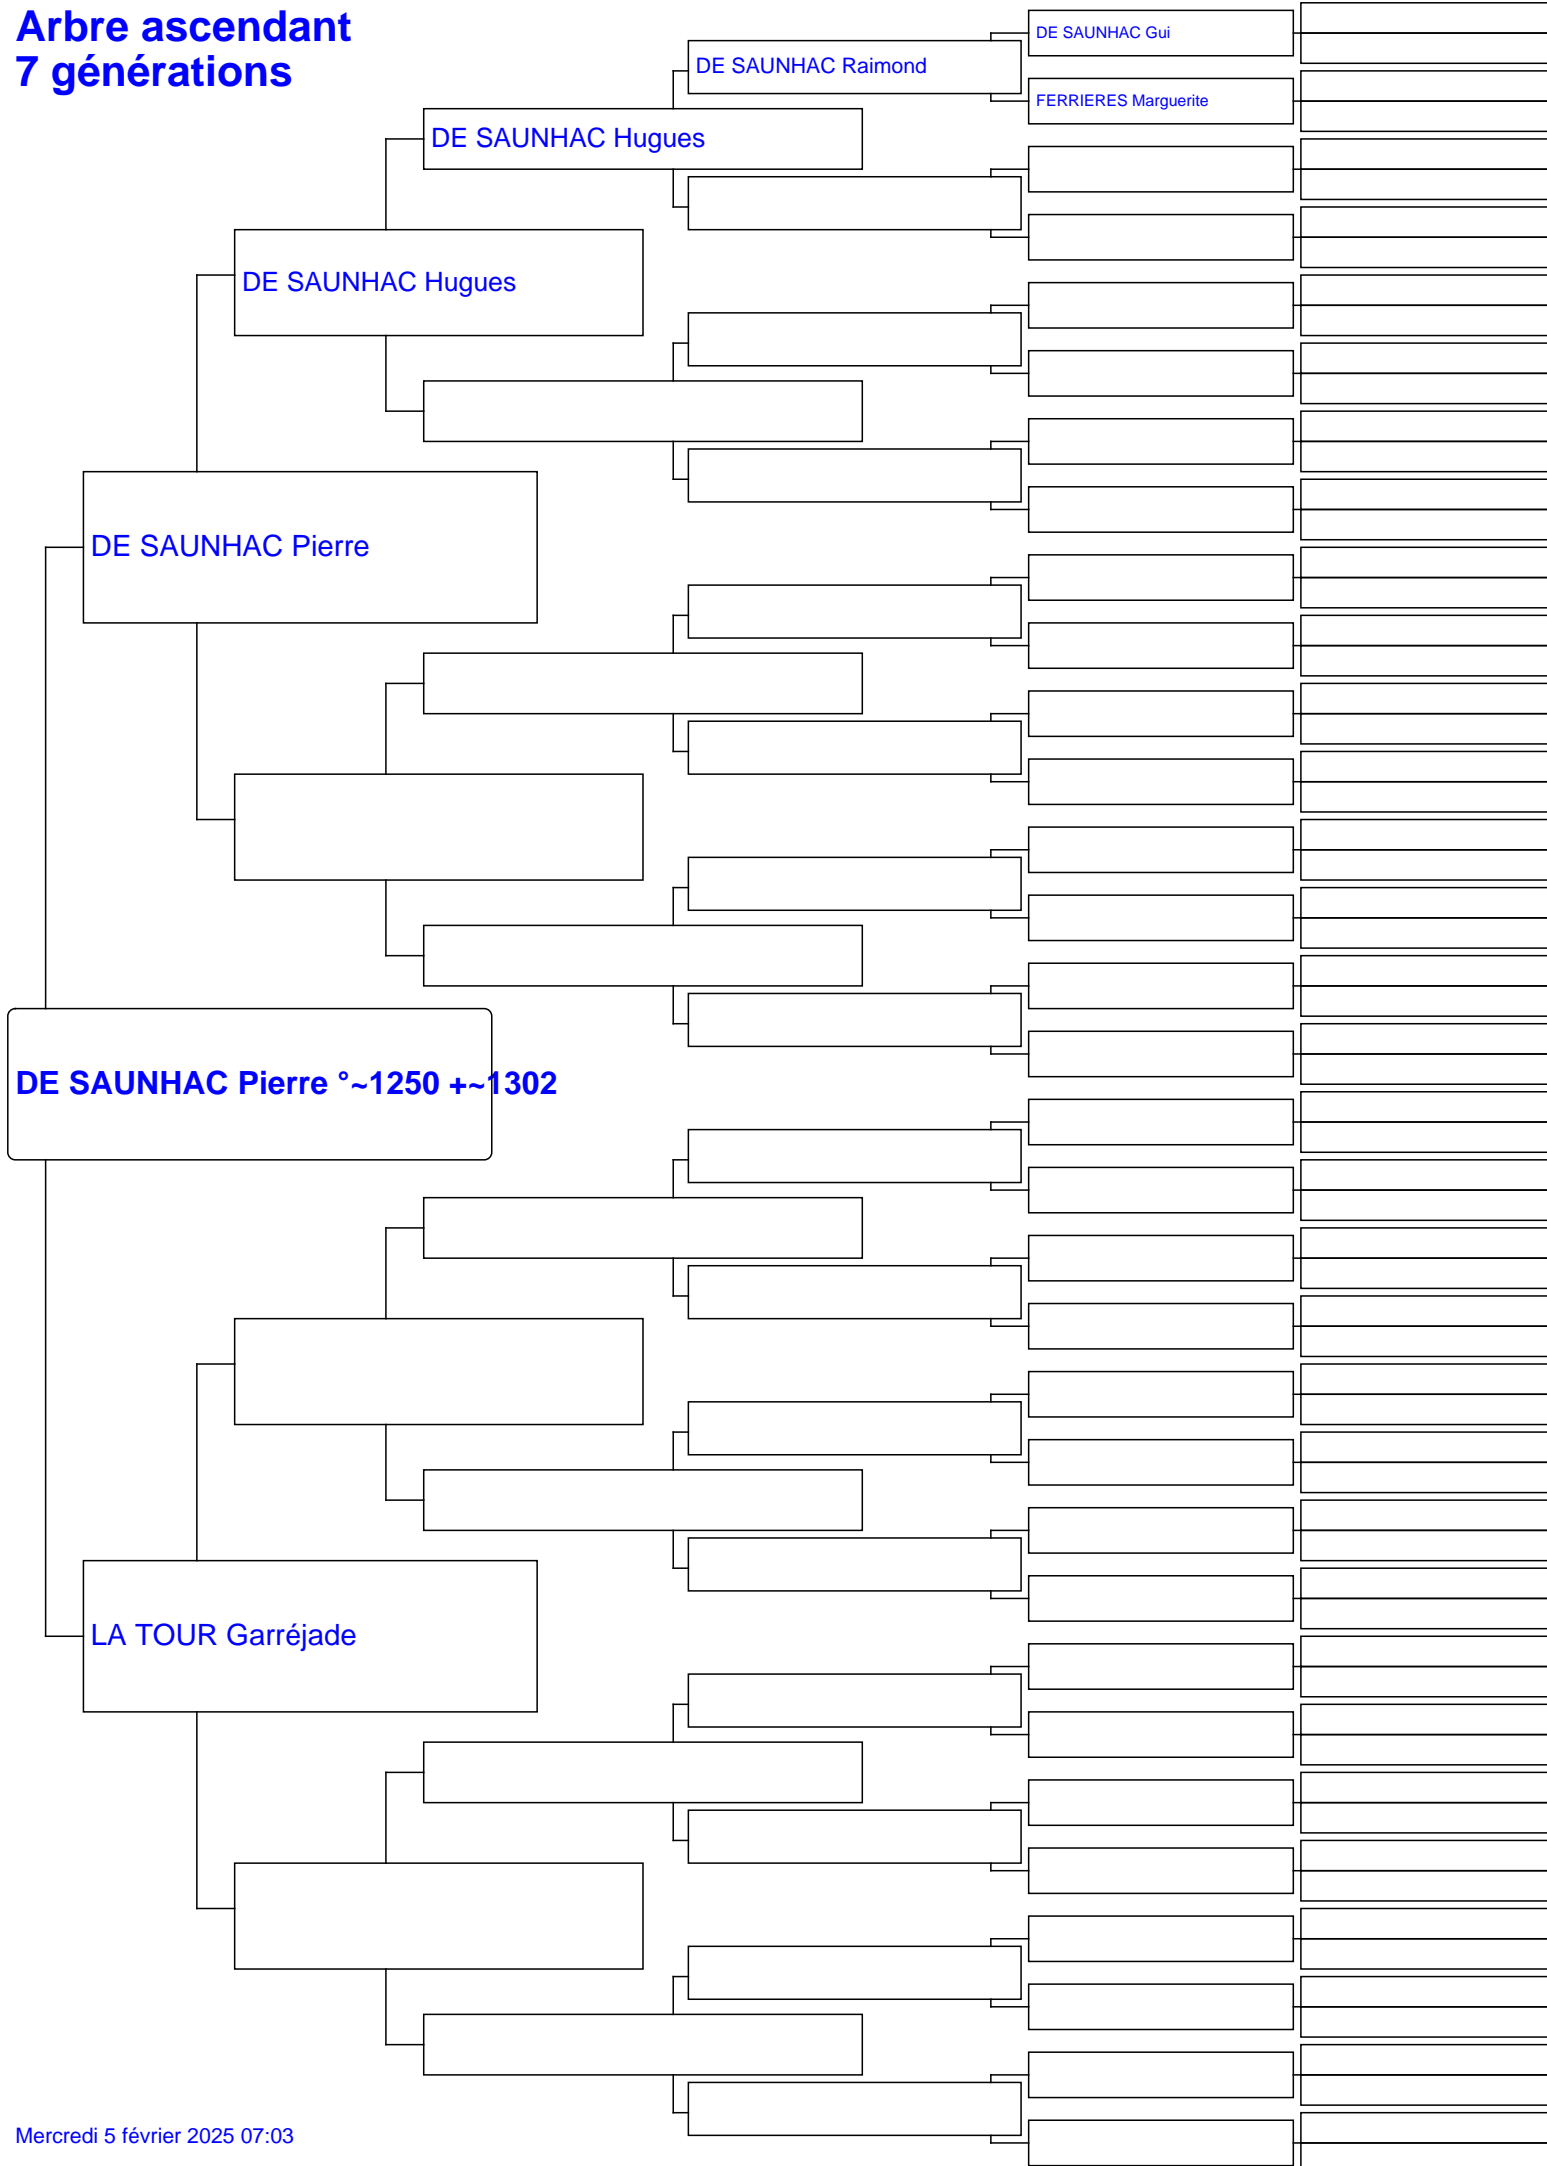 Arbre ascendant
7 générations
DE SAUNHAC Gui
DE SAUNHAC Raimond
FERRIERES Marguerite
DE SAUNHAC Hugues
DE SAUNHAC Hugues
DE SAUNHAC Pierre
DE SAUNHAC Pierre °~1250 +~1302
LA TOUR Garréjade
Mercredi 5 février 2025 07:03